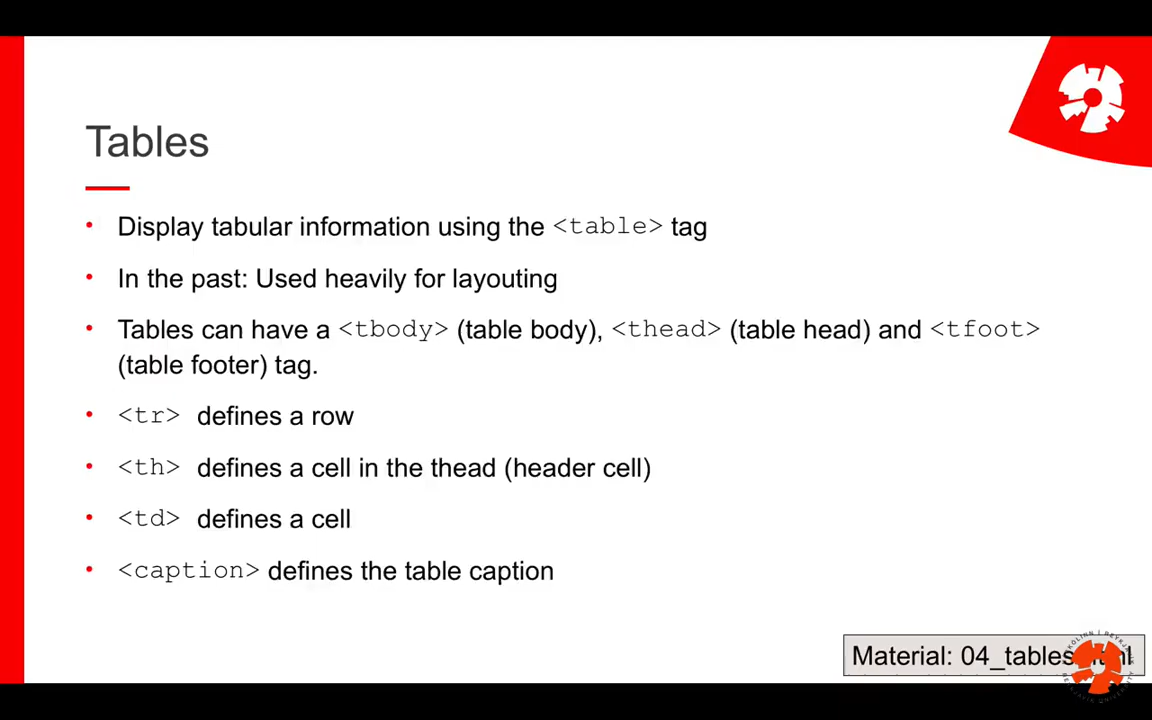 Tables
• Display tabular information using the <table> tag
• In the past: Used heavily for layouting
• Tables can have a <tbody> (table body), <thead> (table head) and <tfoot>
(table footer) tag.
• <tr> defines a row
• <th> defines a cell in the thead (header cell)
• <td> defines a cell
• <caption> defines the table caption
Material: 04_tables